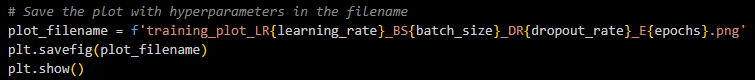 # Save the plot with hyperparameters in the filename
plot_filename = f'training_plot_LR{learning_rate}_BS{batch_size}_DR{dropout_rate}_E{epochs}.png'
plt.savefig(plot_filename)
plt.show()